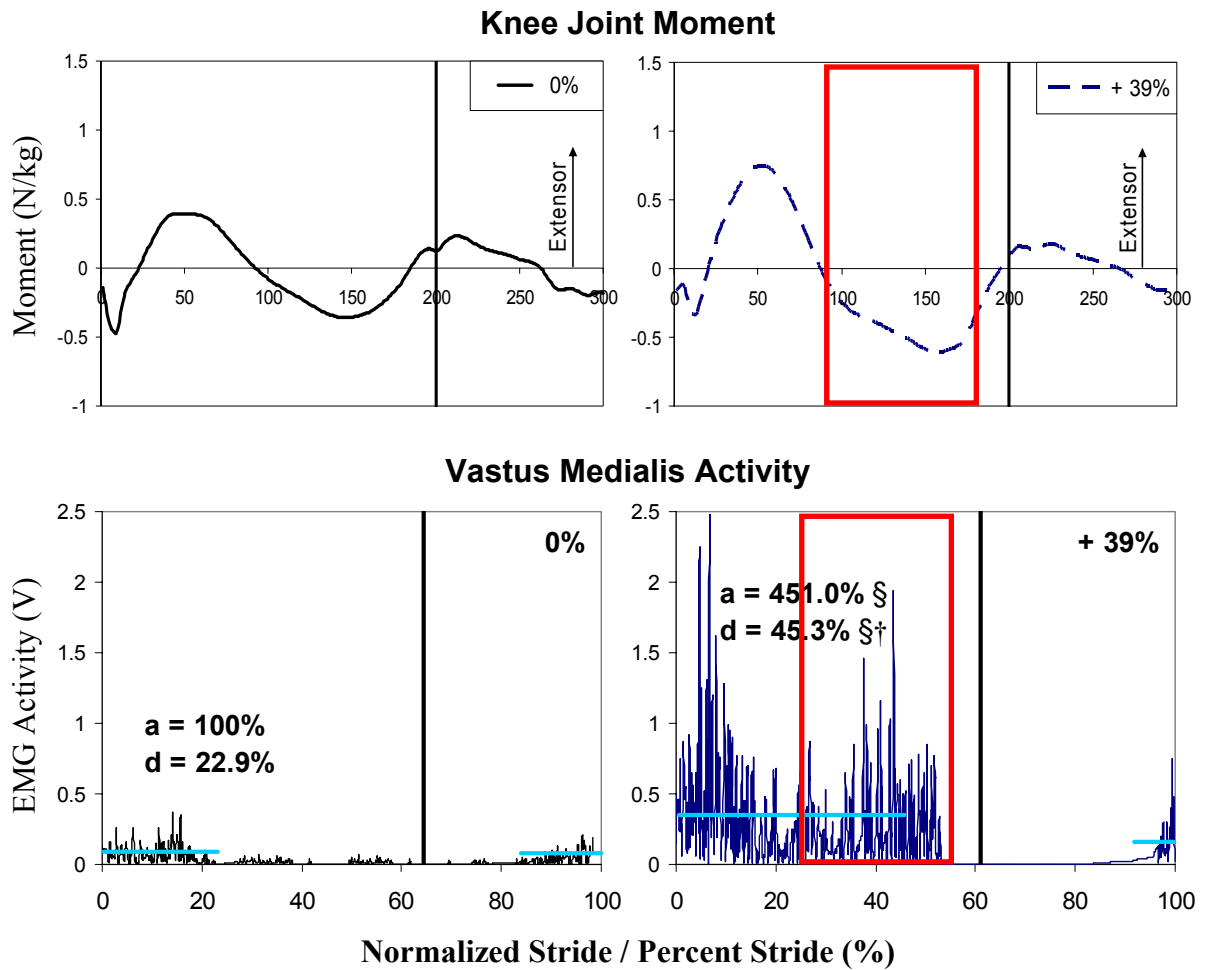 Knee Joint Moment
Moment (N/kg)
1.5
1
0.5
0
-0.5
-1
0 50 100 150 200 250 300
0%
Extensor
1.5
1
0.5
0
-0.5
-1
0 50 100 150 200 250 300
+ 39%
Extensor
Vastus Medialis Activity
EMG Activity (V)
2.5
2
1.5
1
0.5
0
0 20 40 60 80 100
0%
a = 100%
d = 22.9%
2.5
2
1.5
1
0.5
0
0 20 40 60 80 100
+ 39%
a = 451.0% §
d = 45.3% §†
Normalized Stride / Percent Stride (%)